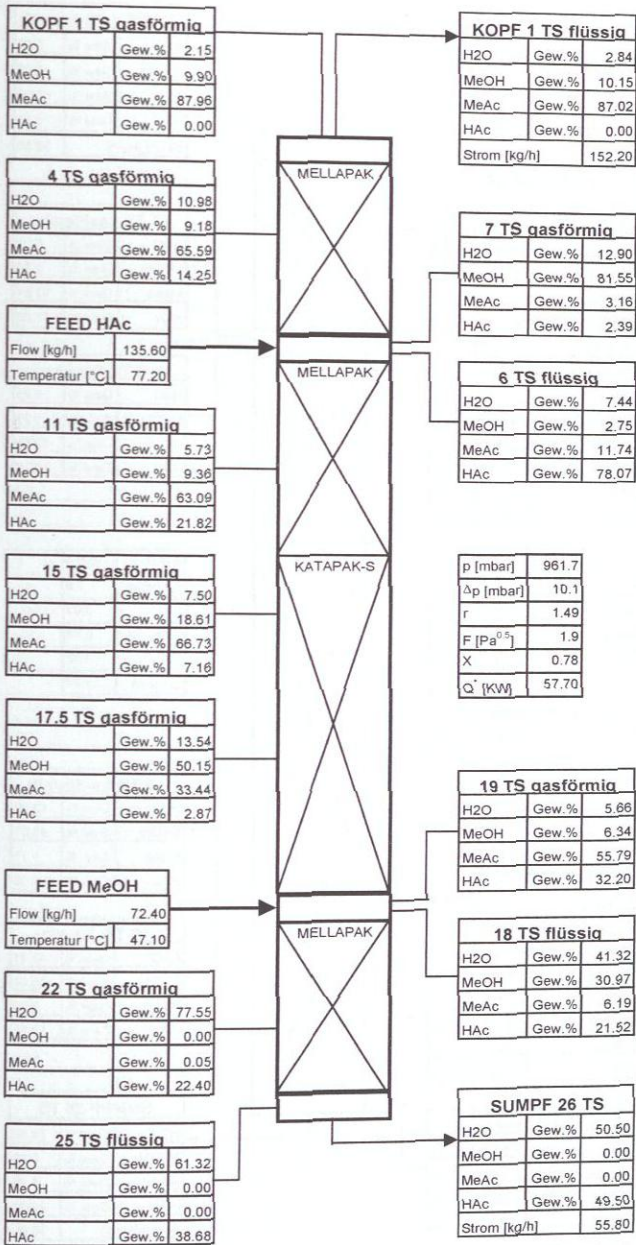 KOPF 1 TS gasförmig
H2O Gew.% 2.15
MeOH Gew.% 9.90
MeAc Gew.% 87.96
HAc Gew.% 0.00
4 TS gasförmig
H2O Gew.% 10.98
MeOH Gew.% 9.18
MeAc Gew.% 65.59
HAc Gew.% 14.25
FEED HAc
Flow [kg/h] 135.60
Temperatur [°C] 77.20
11 TS gasförmig
H2O Gew.% 5.73
MeOH Gew.% 9.36
MeAc Gew.% 63.09
HAc Gew.% 21.82
15 TS gasförmig
H2O Gew.% 7.50
MeOH Gew.% 18.61
MeAc Gew.% 66.73
HAc Gew.% 7.16
17.5 TS gasförmig
H2O Gew.% 13.54
MeOH Gew.% 50.15
MeAc Gew.% 33.44
HAc Gew.% 2.87
FEED MeOH
Flow [kg/h] 72.40
Temperatur [°C] 47.10
22 TS gasförmig
H2O Gew.% 77.55
MeOH Gew.% 0.00
MeAc Gew.% 0.05
HAc Gew.% 22.40
25 TS flüssig
H2O Gew.% 61.32
MeOH Gew.% 0.00
MeAc Gew.% 0.00
HAc Gew.% 38.68
MELLAPAK
MELLAPAK
KATAPAK-S
MELLAPAK
KOPF 1 TS flüssig
H2O Gew.% 2.84
MeOH Gew.% 10.15
MeAc Gew.% 87.02
HAc Gew.% 0.00
Strom [kg/h] 152.20
7 TS gasförmig
H2O Gew.% 12.90
MeOH Gew.% 81.55
MeAc Gew.% 3.16
HAc Gew.% 2.39
6 TS flüssig
H2O Gew.% 7.44
MeOH Gew.% 2.75
MeAc Gew.% 11.74
HAc Gew.% 78.07
p [mbar] 961.7
Δp [mbar] 10.1
r 1.49
F [Pa^0.5] 1.9
X 0.78
Q˙ [KW] 57.70
19 TS gasförmig
H2O Gew.% 5.66
MeOH Gew.% 6.34
MeAc Gew.% 55.79
HAc Gew.% 32.20
18 TS flüssig
H2O Gew.% 41.32
MeOH Gew.% 30.97
MeAc Gew.% 6.19
HAc Gew.% 21.52
SUMPF 26 TS
H2O Gew.% 50.50
MeOH Gew.% 0.00
MeAc Gew.% 0.00
HAc Gew.% 49.50
Strom [kg/h] 55.80